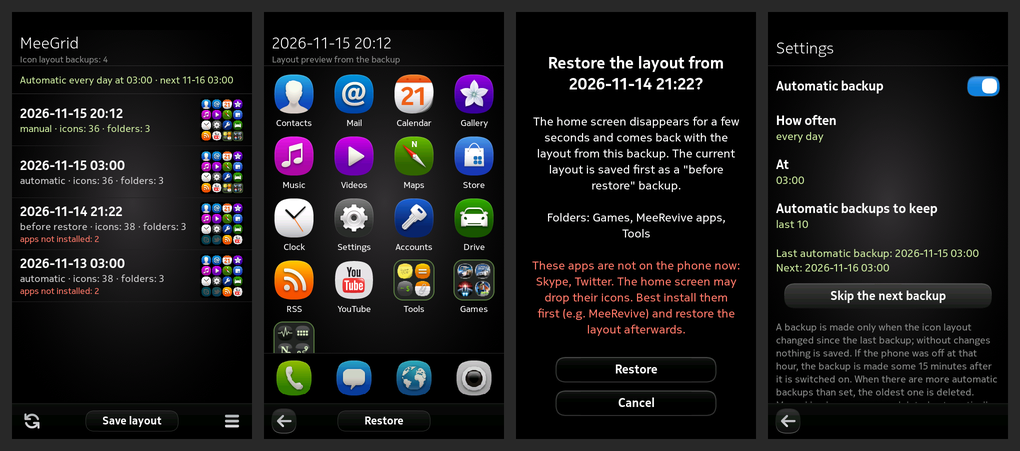 MeeGrid
Icon layout backups: 4
Automatic every day at 03:00 · next 11-16 03:00
2026-11-15 20:12
manual · icons: 36 · folders: 3
2026-11-15 03:00
automatic · icons: 36 · folders: 3
2026-11-14 21:22
before restore · icons: 38 · folders: 3
apps not installed: 2
2026-11-13 03:00
automatic · icons: 38 · folders: 3
apps not installed: 2
Save layout
2026-11-15 20:12
Layout preview from the backup
31
Contacts Mail Calendar Gallery
N
Music Videos Maps Store
Clock Settings Accounts Drive
You
Tube
RSS YouTube Tools Games
N
Restore
Restore the layout from
2026-11-14 21:22?
The home screen disappears for a few
seconds and comes back with the
layout from this backup. The current
layout is saved first as a "before
restore" backup.
Folders: Games, MeeRevive apps,
Tools
These apps are not on the phone now:
Skype, Twitter. The home screen may
drop their icons. Best install them
first (e.g. MeeRevive) and restore the
layout afterwards.
Restore
Cancel
Settings
Automatic backup
How often
every day
At
03:00
Automatic backups to keep
last 10
Last automatic backup: 2026-11-15 03:00
Next: 2026-11-16 03:00
Skip the next backup
A backup is made only when the icon layout
changed since the last backup; without changes
nothing is saved. If the phone was off at that
hour, the backup is made some 15 minutes after
it is switched on. When there are more automatic
backups than set, the oldest one is deleted.